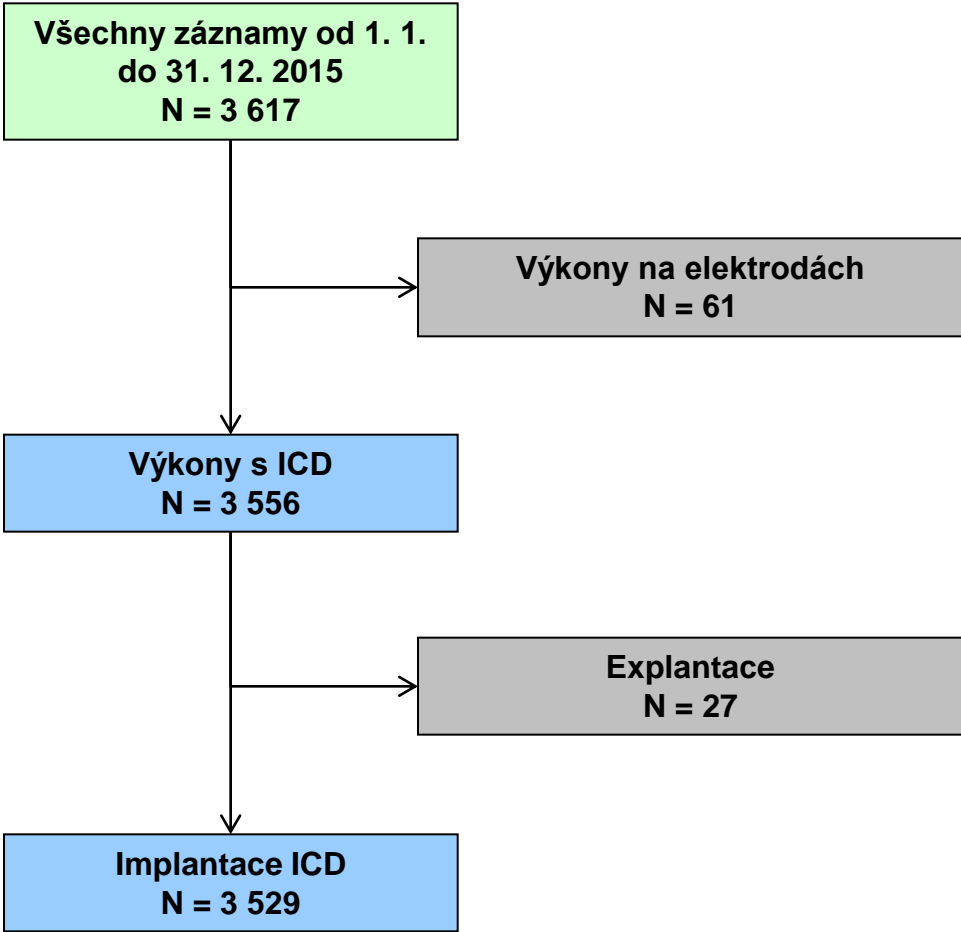 Všechny záznamy od 1. 1.
do 31. 12. 2015
N = 3 617
Výkony na elektrodách
N = 61
Výkony s ICD
N = 3 556
Explantace
N = 27
Implantace ICD
N = 3 529